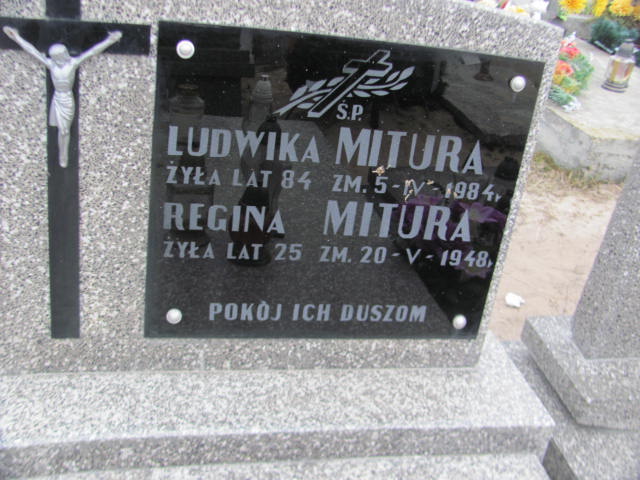 Ś.P.
LUDWIKA MITURA
ŻYŁA LAT 84 ZM. 5-IV-1984r
REGINA MITURA
ŻYŁA LAT 25 ZM. 20-V-1948r
POKÓJ ICH DUSZOM